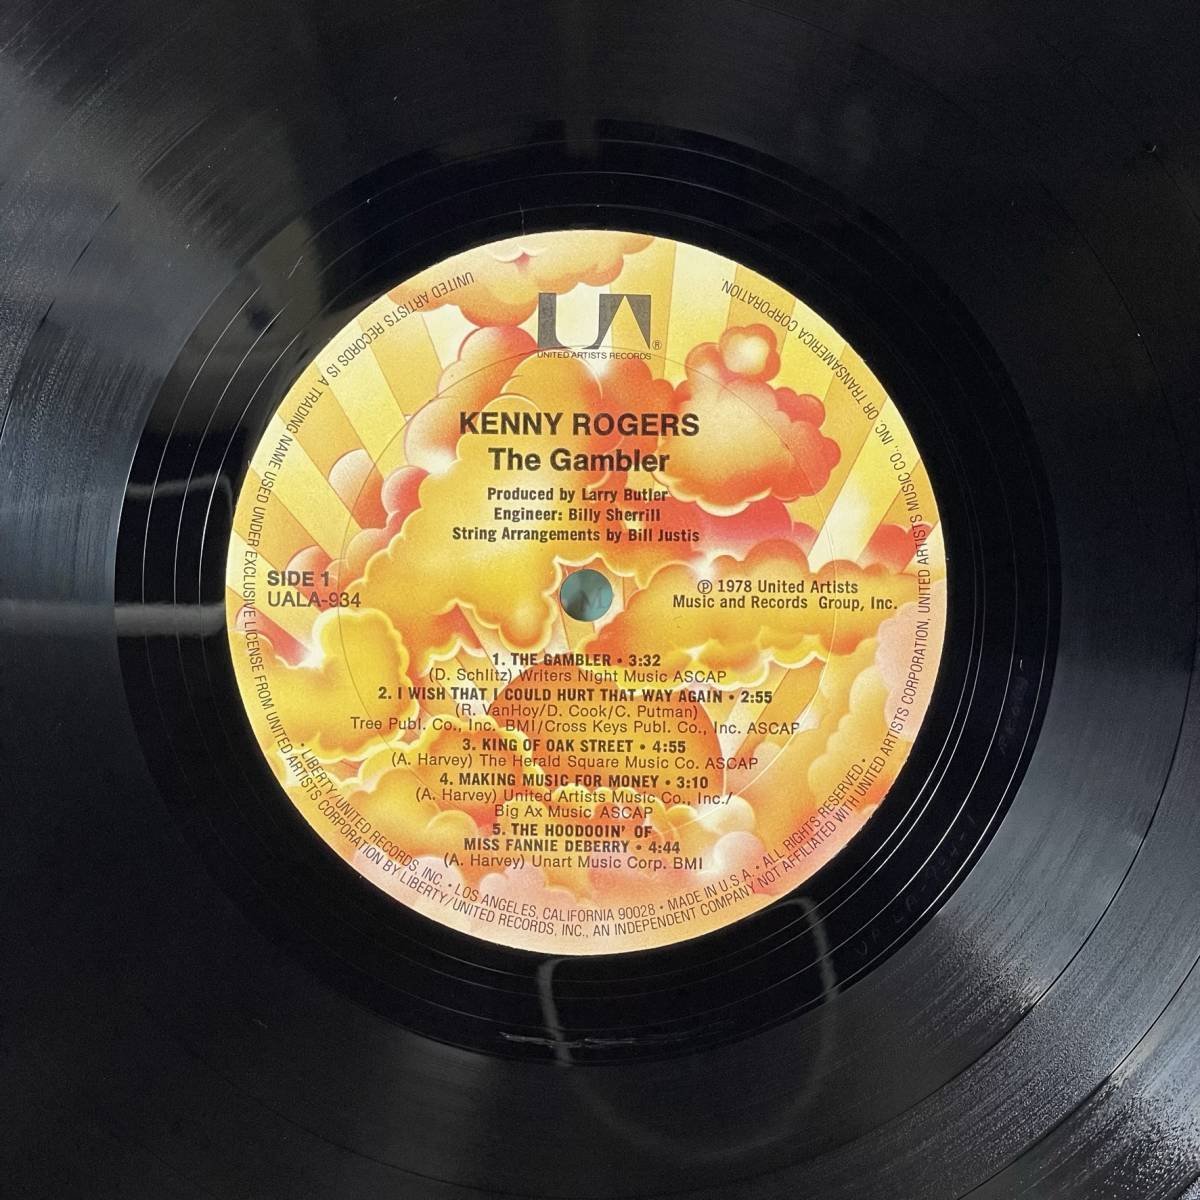 UA®
UNITED ARTISTS RECORDS
KENNY ROGERS
The Gambler
Produced by Larry Butler
Engineer: Billy Sherrill
String Arrangements by Bill Justis
SIDE 1
UALA-934
℗ 1978 United Artists
Music and Records Group, Inc.
1. THE GAMBLER • 3:32
(D. Schlitz) Writers Night Music ASCAP
2. I WISH THAT I COULD HURT THAT WAY AGAIN • 2:55
(R. VanHoy/D. Cook/C. Putman)
Tree Publ. Co., Inc. BMI/Cross Keys Publ. Co., Inc. ASCAP
3. KING OF OAK STREET • 4:55
(A. Harvey) The Herald Square Music Co. ASCAP
4. MAKING MUSIC FOR MONEY • 3:10
(A. Harvey) United Artists Music Co., Inc./
Big Ax Music ASCAP
5. THE HOODOOIN' OF
MISS FANNIE DEBERRY • 4:44
(A. Harvey) Unart Music Corp. BMI
• LIBERTY/UNITED RECORDS, INC. • LOS ANGELES, CALIFORNIA 90028 • MADE IN U.S.A. • ALL RIGHTS RESERVED •
UNITED ARTISTS RECORDS IS A TRADING NAME USED UNDER EXCLUSIVE LICENSE FROM UNITED ARTISTS CORPORATION BY LIBERTY/UNITED RECORDS, INC., AN INDEPENDENT COMPANY NOT AFFILIATED WITH UNITED ARTISTS CORPORATION, UNITED ARTISTS MUSIC CO., INC. OR TRANSAMERICA CORPORATION.